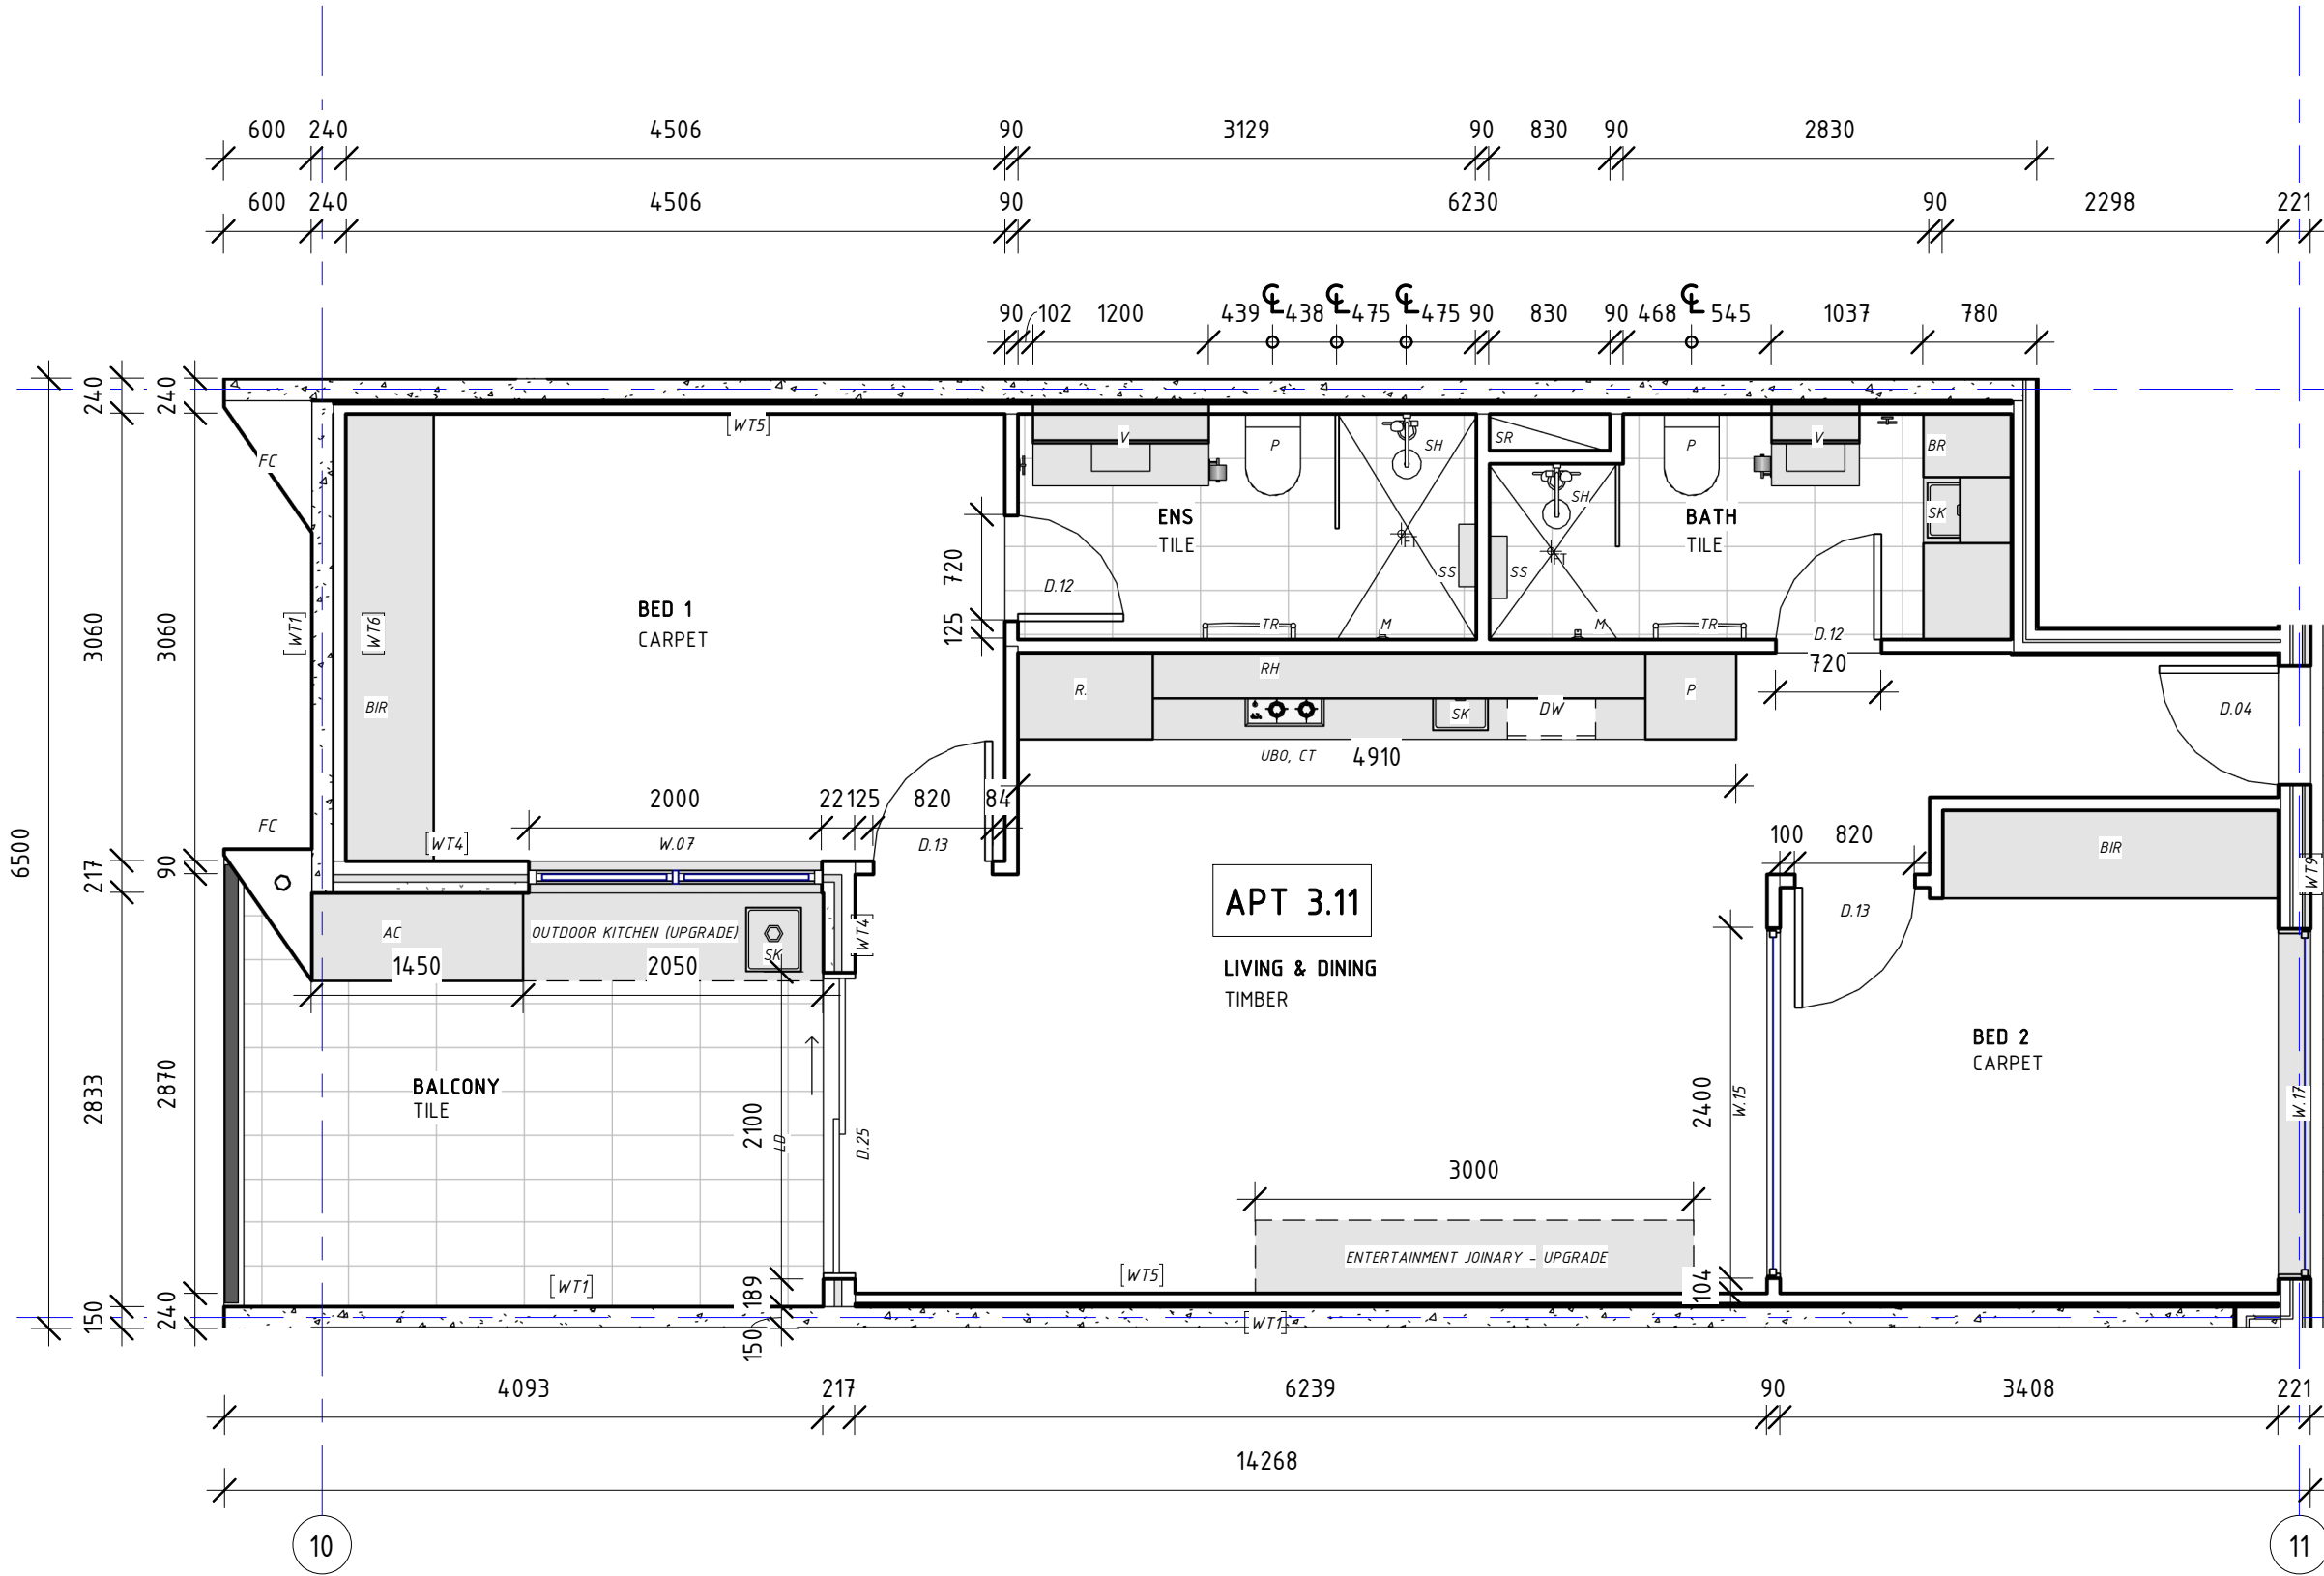 600 240 4506 90 3129 90 830 90 2830
600 240 4506 90 6230 90 2298 221
90 102 1200 439 438 475 475 90 830 90 468 545 1037 780
240 240
[WT5]
FC
V P SH SR P V BR
SH SK
ENS BATH
TILE TILE
FT FT
SS SS
720 D.12
3060 3060 [WT1] [WT6] BED 1 125 TR M M TR D.12
CARPET 720
RH
R. P
BIR SK DW D.04
UBO, CT 4910
2000 22 125 820 84
FC [WT4] W.07 D.13
100 820
BIR
6500 217 90 WT9]
APT 3.11
D.13
AC OUTDOOR KITCHEN (UPGRADE) SK [WT4]
1450 2050
LIVING & DINING
TIMBER
BED 2
CARPET
BALCONY
TILE
2833 2870 2100 LD D.25 2400 W.15 W.17
3000
ENTERTAINMENT JOINARY - UPGRADE
[WT5]
[WT1]
150 240 189 104
150 [WT1]
4093 217 6239 90 3408 221
14268
10 11